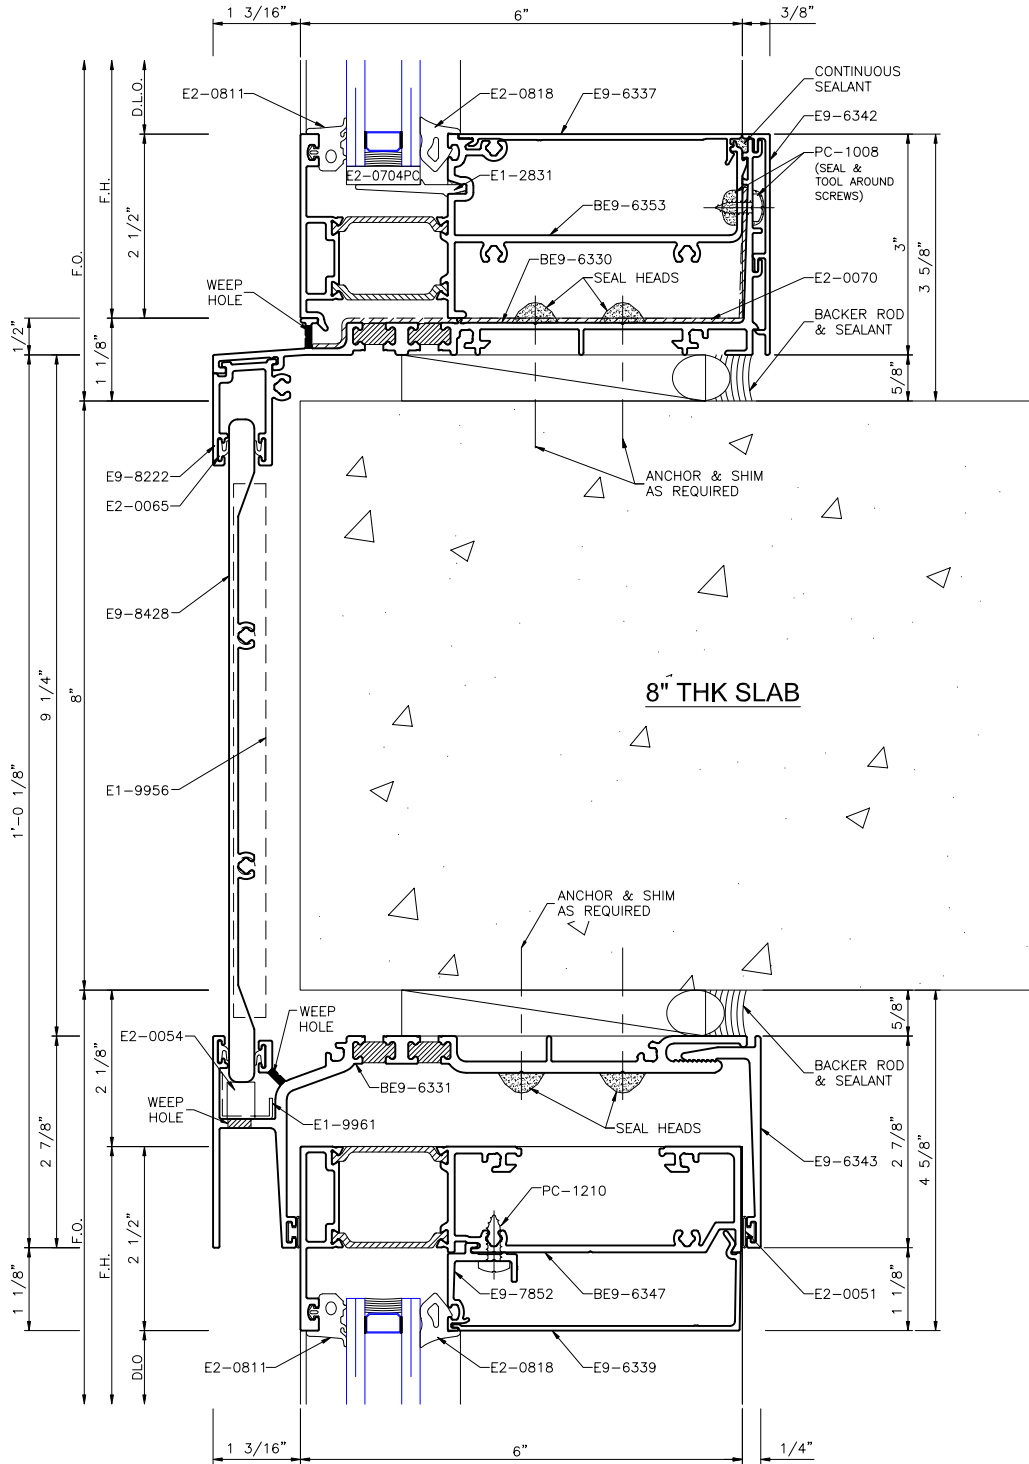 1 3/16"
6"
3/8"
D.L.O.
F.H.
F.O.
E2-0811
E2-0818
E9-6337
CONTINUOUS
SEALANT
E9-6342
PC-1008
(SEAL &
TOOL AROUND
SCREWS)
E2-0704PC
E1-2831
BE9-6353
2 1/2"
3"
3 5/8"
BE9-6330
SEAL HEADS
E2-0070
WEEP
HOLE
BACKER ROD
& SEALANT
1/2"
1 1/8"
5/8"
E9-8222
E2-0065
ANCHOR & SHIM
AS REQUIRED
E9-8428
8" THK SLAB
9 1/4"
8"
1'-0 1/8"
E1-9956
ANCHOR & SHIM
AS REQUIRED
WEEP
HOLE
E2-0054
5/8"
BACKER ROD
& SEALANT
2 1/8"
BE9-6331
WEEP
HOLE
E1-9961
SEAL HEADS
2 7/8"
2 7/8"
4 5/8"
E9-6343
PC-1210
F.O.
F.H.
2 1/2"
1 1/8"
E9-7852
BE9-6347
E2-0051
1 1/8"
DLO
E2-0811
E2-0818
E9-6339
1 3/16"
6"
1/4"